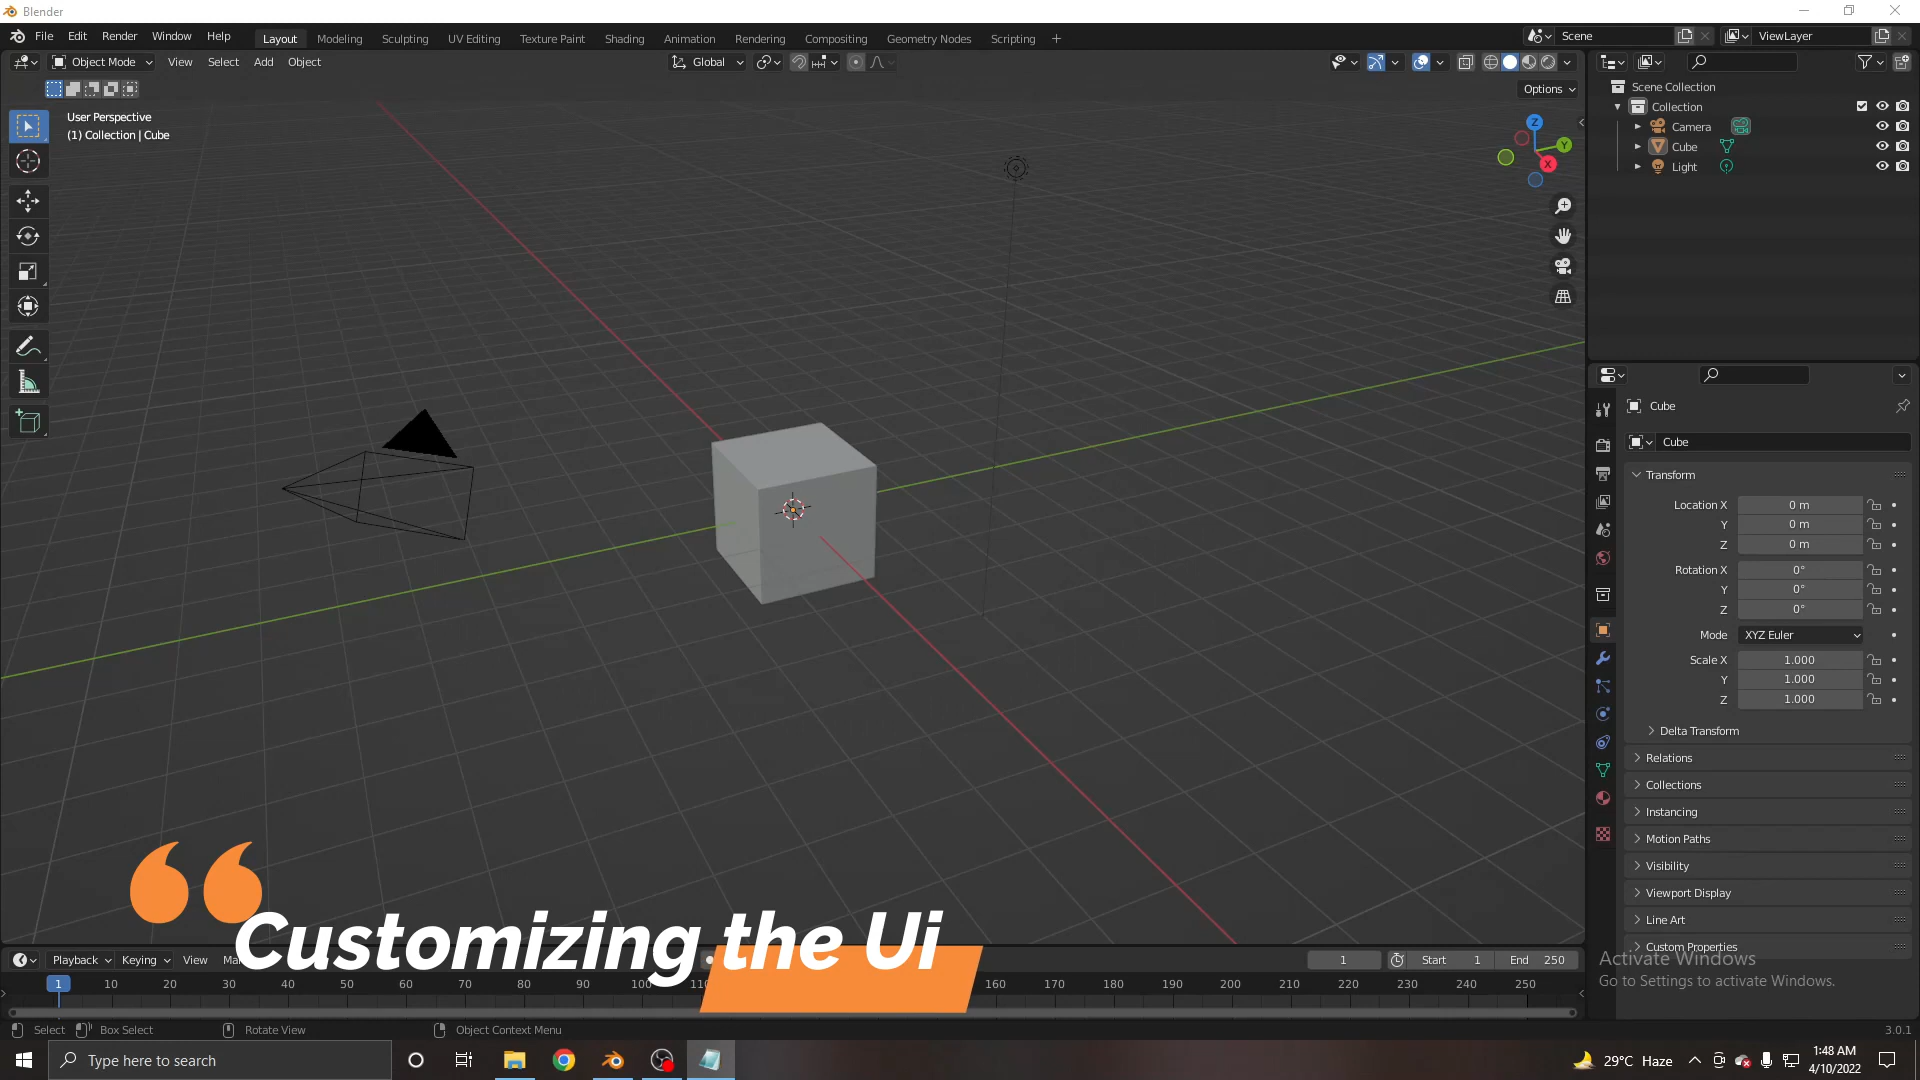 Blender
File Edit Render Window Help
Layout Modeling Sculpting UV Editing Texture Paint Shading Animation Rendering Compositing Geometry Nodes Scripting +
Scene
ViewLayer
Object Mode View Select Add Object
Global
Options
User Perspective
(1) Collection | Cube
Z
Y
X
Scene Collection
Collection
Camera
Cube
Light
Cube
Cube
Transform
Location X 0 m
Y 0 m
Z 0 m
Rotation X 0°
Y 0°
Z 0°
Mode XYZ Euler
Scale X 1.000
Y 1.000
Z 1.000
Delta Transform
Relations
Collections
Instancing
Motion Paths
Visibility
Viewport Display
Line Art
Custom Properties
Activate Windows
Go to Settings to activate Windows.
Customizing the Ui
Playback Keying View
1 Start 1 End 250
1 10 20 30 40 50 60 70 80 90 100 160 170 180 190 200 210 220 230 240 250
Select Box Select Rotate View Object Context Menu
3.0.1
Type here to search
29°C Haze
1:48 AM
4/10/2022